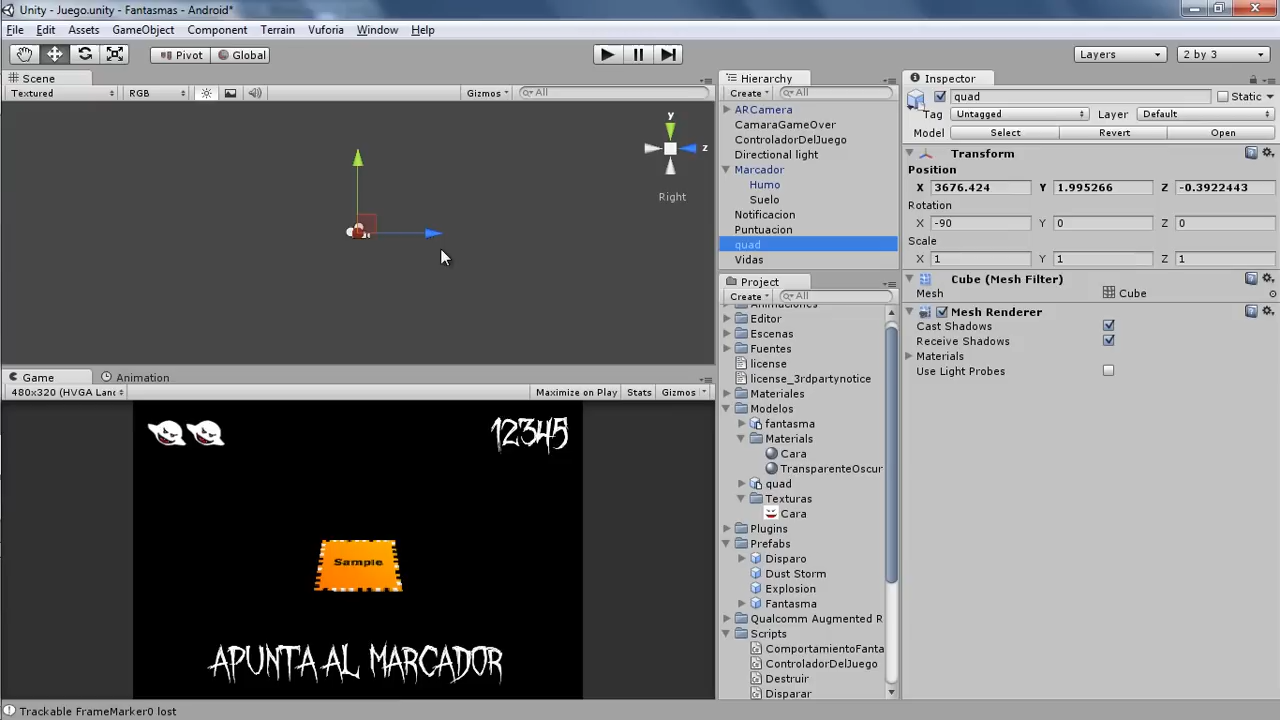 Unity - Juego.unity - Fantasmas - Android*
File Edit Assets GameObject Component Terrain Vuforia Window Help
Pivot Global Layers 2 by 3
Scene
Textured RGB Gizmos All
y
z
Right
Game Animation
480x320 (HVGA Land Maximize on Play Stats Gizmos
12345
Sample
APUNTA AL MARCADOR
Hierarchy
Create All
ARCamera
CamaraGameOver
ControladorDelJuego
Directional light
Marcador
Humo
Suelo
Notificacion
Puntuacion
quad
Vidas
Project
Create All
Animaciones
Editor
Escenas
Fuentes
license
license_3rdpartynotice
Materiales
Modelos
fantasma
Materials
Cara
TransparenteOscur
quad
Texturas
Cara
Plugins
Prefabs
Disparo
Dust Storm
Explosion
Fantasma
Qualcomm Augmented R
Scripts
ComportamientoFanta
ControladorDelJuego
Destruir
Disparar
Inspector
quad Static
Tag Untagged Layer Default
Model Select Revert Open
Transform
Position
X 3676.424 Y 1.995266 Z -0.3922443
Rotation
X -90 Y 0 Z 0
Scale
X 1 Y 1 Z 1
Cube (Mesh Filter)
Mesh Cube
Mesh Renderer
Cast Shadows
Receive Shadows
Materials
Use Light Probes
Trackable FrameMarker0 lost